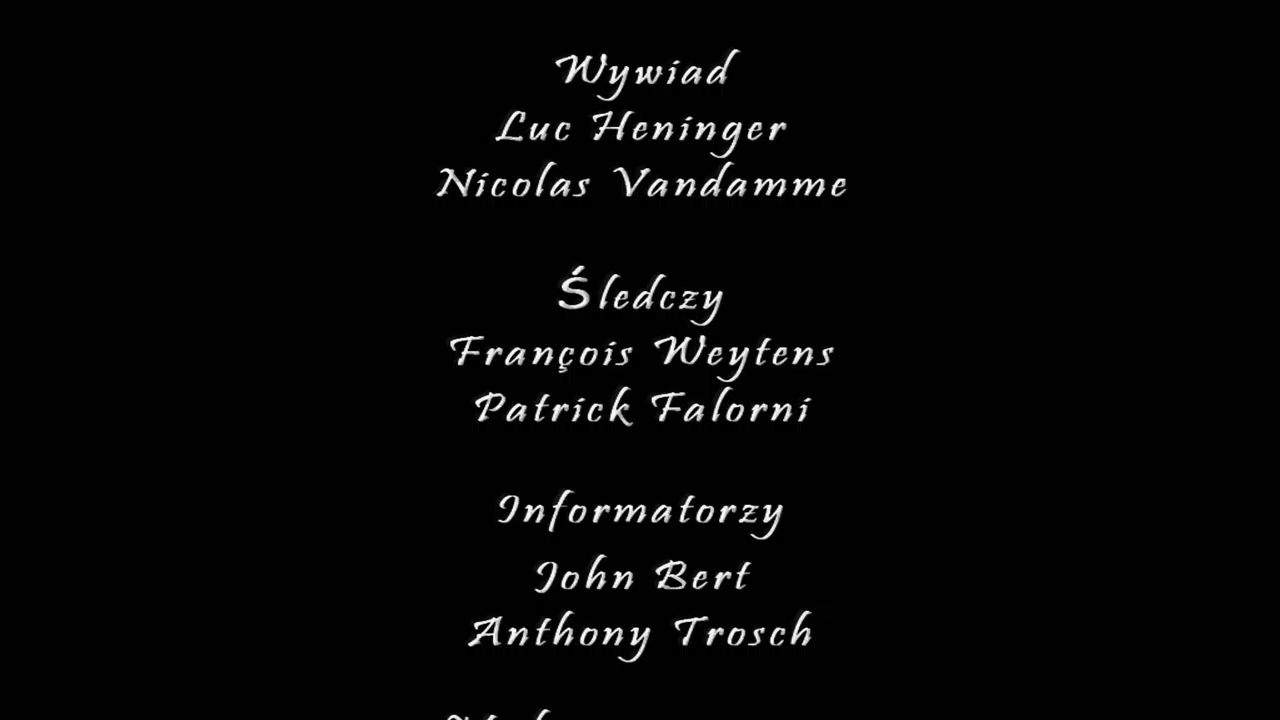 Wywiad
Luc Heninger
Nicolas Vandamme
Śledczy
François Weytens
Patrick Falorni
Informatorzy
John Bert
Anthony Trosch